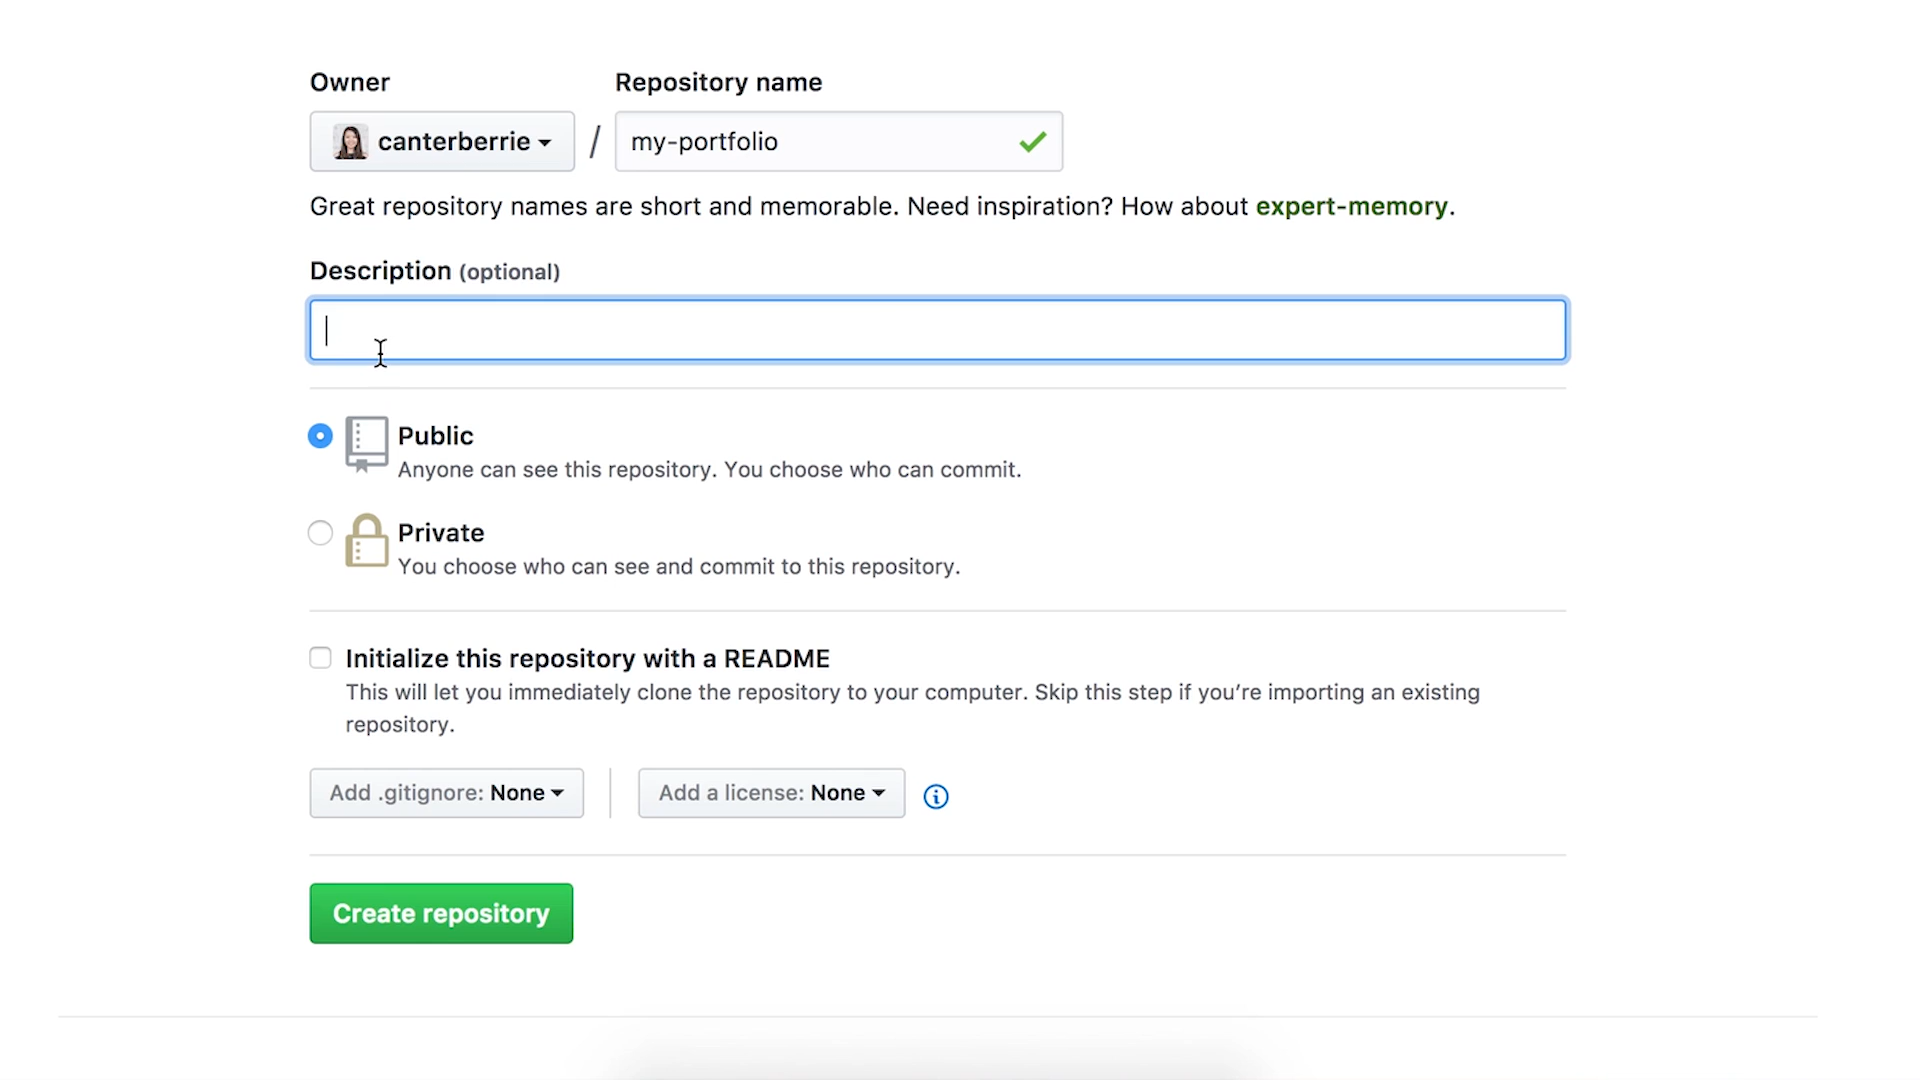 Owner
Repository name
canterberrie / my-portfolio
Great repository names are short and memorable. Need inspiration? How about expert-memory.
Description (optional)
Public
Anyone can see this repository. You choose who can commit.
Private
You choose who can see and commit to this repository.
Initialize this repository with a README
This will let you immediately clone the repository to your computer. Skip this step if you’re importing an existing
repository.
Add .gitignore: None
Add a license: None
Create repository